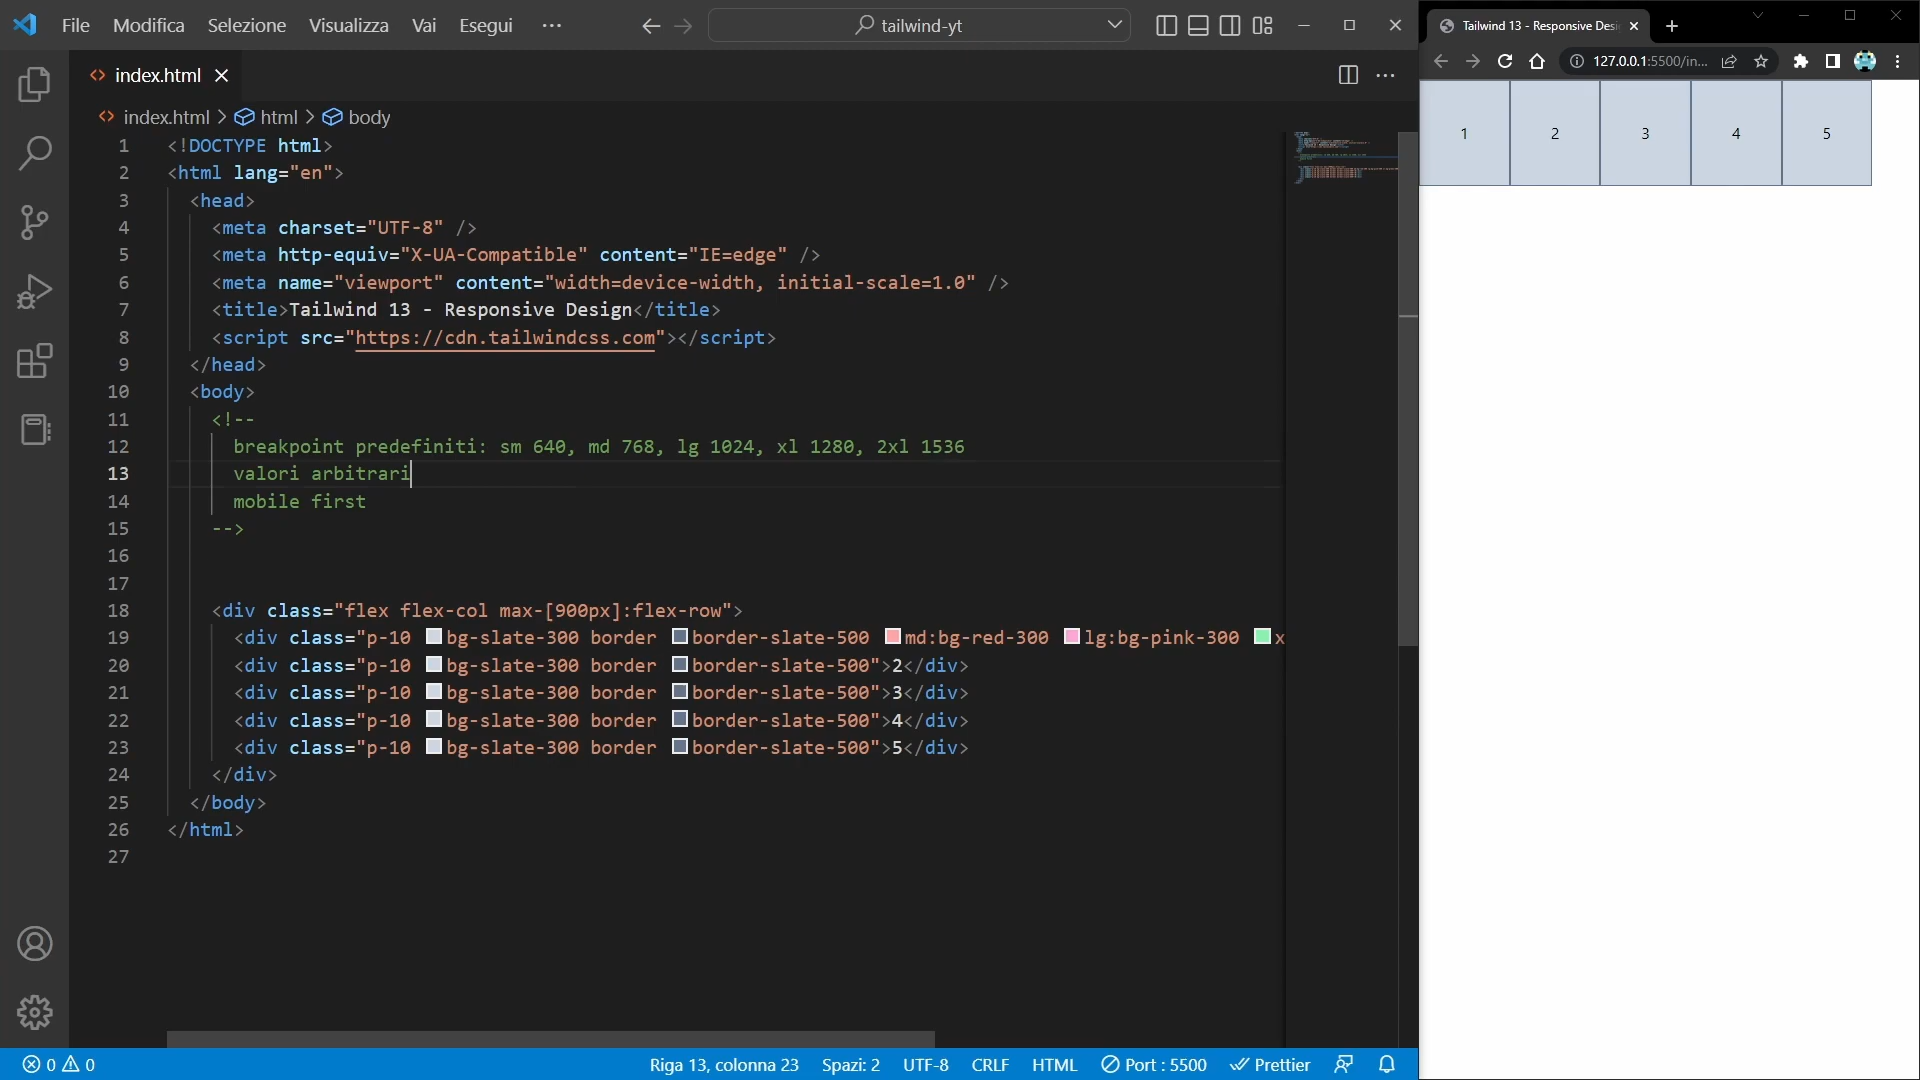 File Modifica Selezione Visualizza Vai Esegui ··· tailwind-yt
Tailwind 13 - Responsive Desi
127.0.0.1:5500/in...
index.html
index.html > html > body
1 <!DOCTYPE html>
2 <html lang="en">
3 <head>
4 <meta charset="UTF-8" />
5 <meta http-equiv="X-UA-Compatible" content="IE=edge" />
6 <meta name="viewport" content="width=device-width, initial-scale=1.0" />
7 <title>Tailwind 13 - Responsive Design</title>
8 <script src="https://cdn.tailwindcss.com"></script>
9 </head>
10 <body>
11 <!--
12 breakpoint predefiniti: sm 640, md 768, lg 1024, xl 1280, 2xl 1536
13 valori arbitrari
14 mobile first
15 -->
16
17
18 <div class="flex flex-col max-[900px]:flex-row">
19 <div class="p-10 bg-slate-300 border border-slate-500 md:bg-red-300 lg:bg-pink-300 x
20 <div class="p-10 bg-slate-300 border border-slate-500">2</div>
21 <div class="p-10 bg-slate-300 border border-slate-500">3</div>
22 <div class="p-10 bg-slate-300 border border-slate-500">4</div>
23 <div class="p-10 bg-slate-300 border border-slate-500">5</div>
24 </div>
25 </body>
26 </html>
27
1 2 3 4 5
0 0 Riga 13, colonna 23 Spazi: 2 UTF-8 CRLF HTML Port : 5500 Prettier